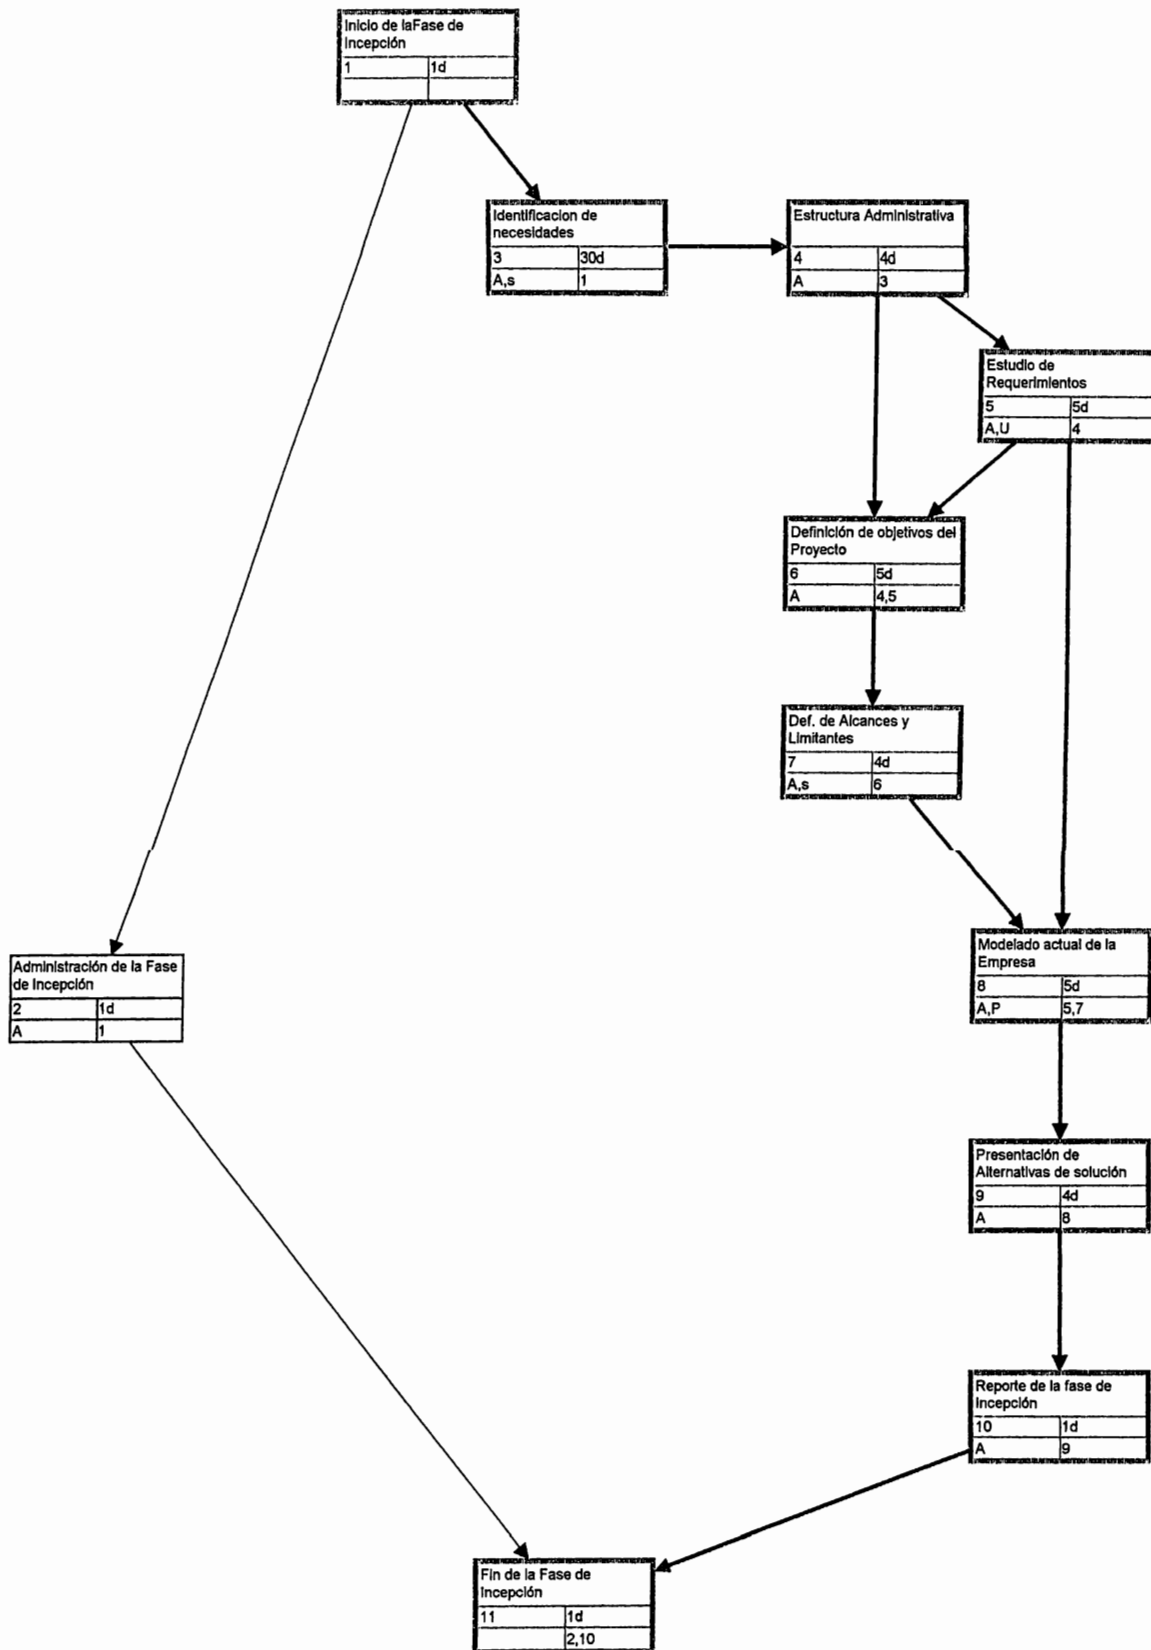 Inicio de laFase de
Incepción
1 1d
Identificacion de
necesidades
3 30d
A,s 1
Estructura Administrativa
4 4d
A 3
Estudio de
Requerimientos
5 5d
A,U 4
Definición de objetivos del
Proyecto
6 5d
A 4,5
Def. de Alcances y
Limitantes
7 4d
A,s 6
Administración de la Fase
de Incepción
2 1d
A 1
Modelado actual de la
Empresa
8 5d
A,P 5,7
Presentación de
Alternativas de solución
9 4d
A 8
Reporte de la fase de
Incepción
10 1d
A 9
Fin de la Fase de
Incepción
11 1d
2,10